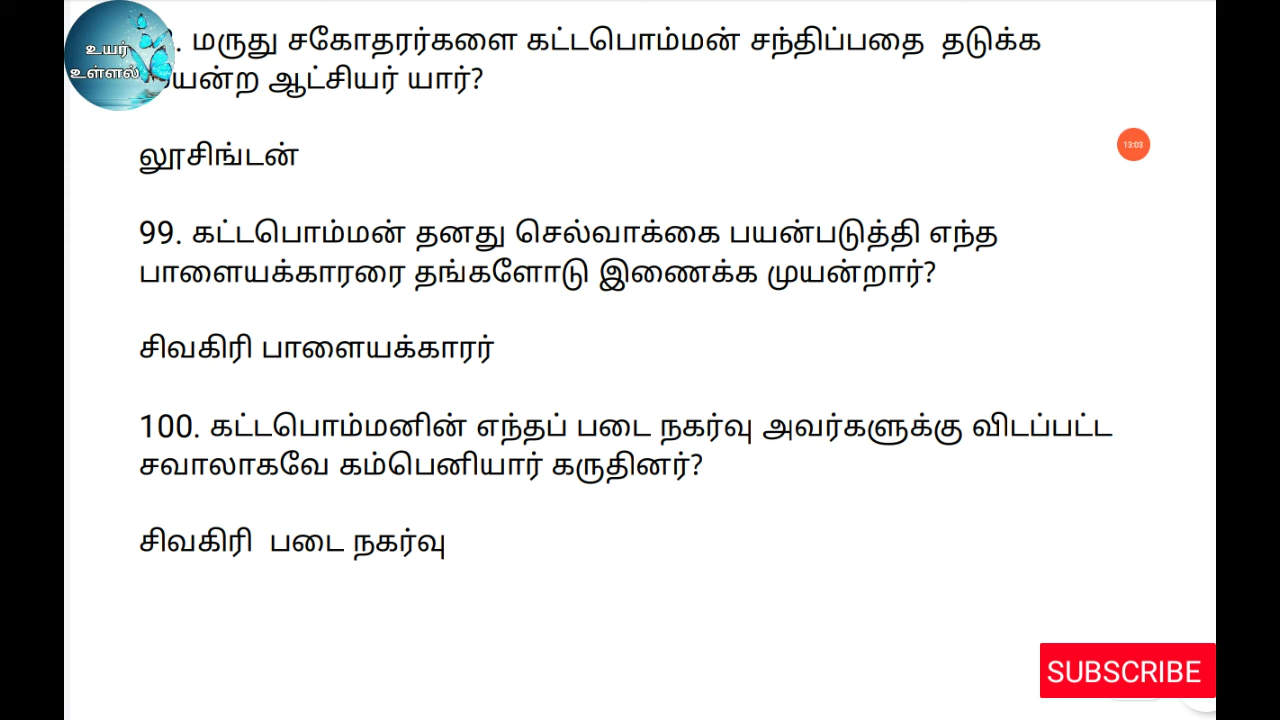 உயர்
உள்ளல்
. மருது சகோதரர்களை கட்டபொம்மன் சந்திப்பதை தடுக்க
ஆட்சியர் யார்?
லூசிங்டன்
13:03
99. கட்டபொம்மன் தனது செல்வாக்கை பயன்படுத்தி எந்த
பாளையக்காரரை தங்களோடு இணைக்க முயன்றார்?
சிவகிரி பாளையக்காரர்
100. கட்டபொம்மனின் எந்தப் படை நகர்வு அவர்களுக்கு விடப்பட்ட
சவாலாகவே கம்பெனியார் கருதினர்?
சிவகிரி படை நகர்வு
SUBSCRIBE